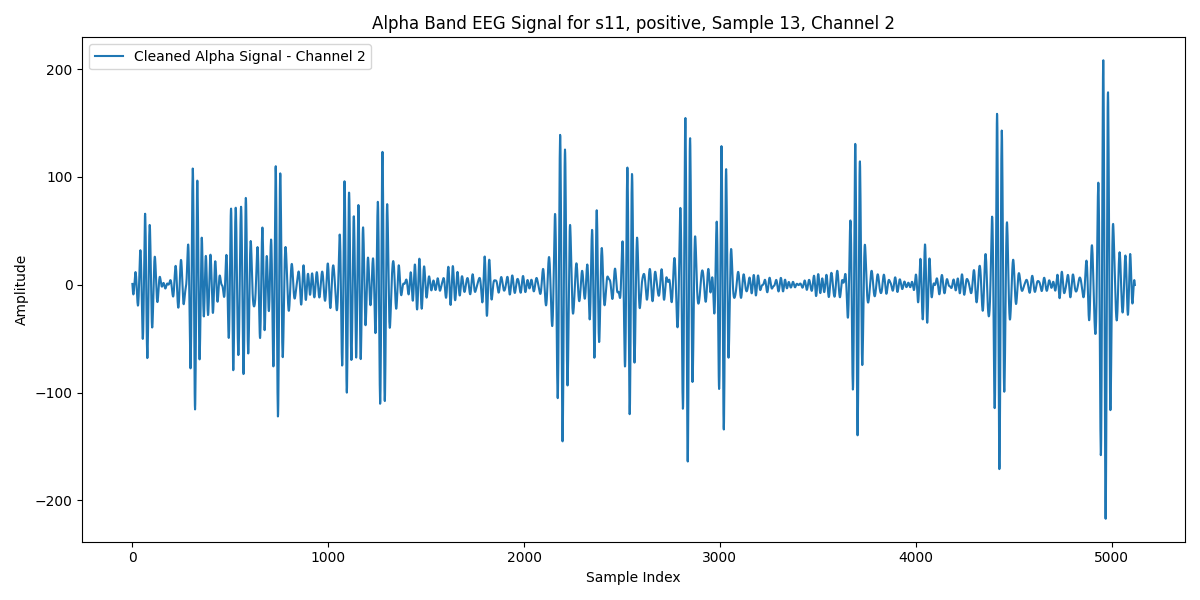 Alpha Band EEG Signal for s11, positive, Sample 13, Channel 2
Cleaned Alpha Signal - Channel 2
Amplitude
200
100
0
−100
−200
0 1000 2000 3000 4000 5000
Sample Index